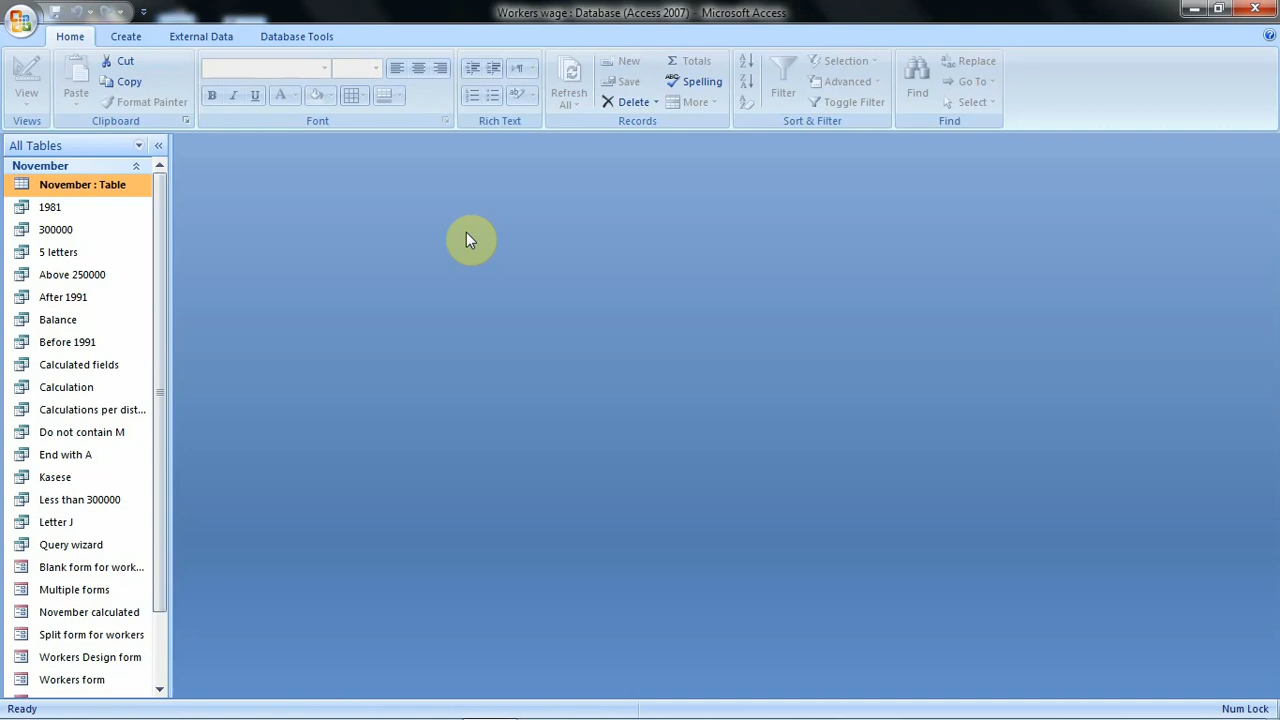 Workers wage : Database (Access 2007) - Microsoft Access
Home Create External Data Database Tools
View
Views
Paste
Cut
Copy
Format Painter
Clipboard
B I U A
Font
Rich Text
Refresh All
New
Save
Delete
Totals
Spelling
More
Records
Filter
Selection
Advanced
Toggle Filter
Sort & Filter
Find
Replace
Go To
Select
Find
All Tables
November
November : Table
1981
300000
5 letters
Above 250000
After 1991
Balance
Before 1991
Calculated fields
Calculation
Calculations per dist...
Do not contain M
End with A
Kasese
Less than 300000
Letter J
Query wizard
Blank form for work...
Multiple forms
November calculated
Split form for workers
Workers Design form
Workers form
Ready
Num Lock